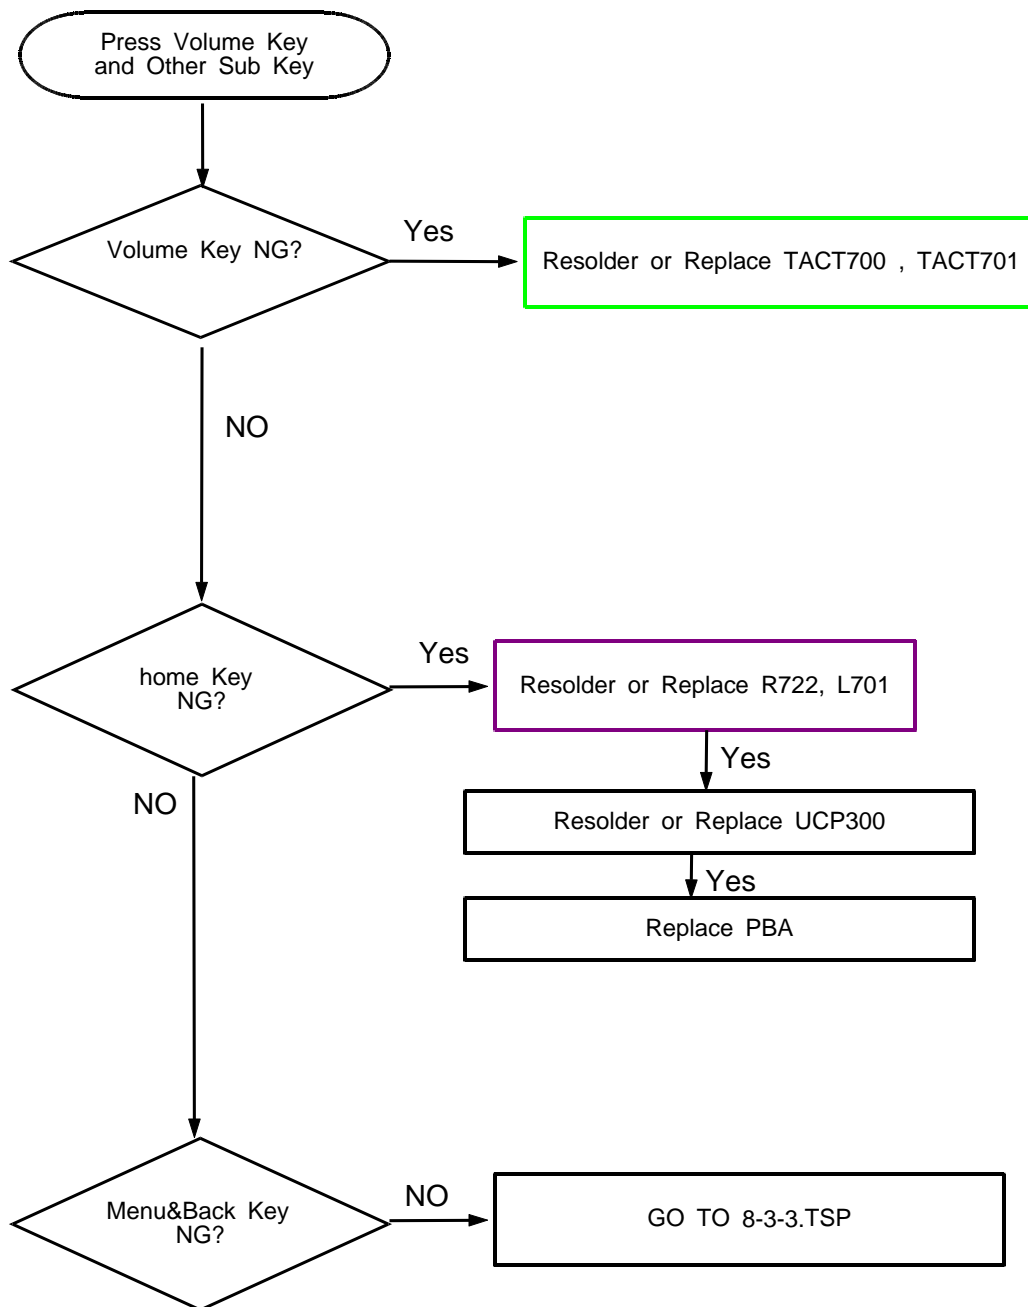 Press Volume Key
and Other Sub Key
Volume Key NG?
Yes
Resolder or Replace TACT700 , TACT701
NO
home Key
NG?
Yes
Resolder or Replace R722, L701
Yes
Resolder or Replace UCP300
Yes
Replace PBA
NO
Menu&Back Key
NG?
NO
GO TO 8-3-3.TSP